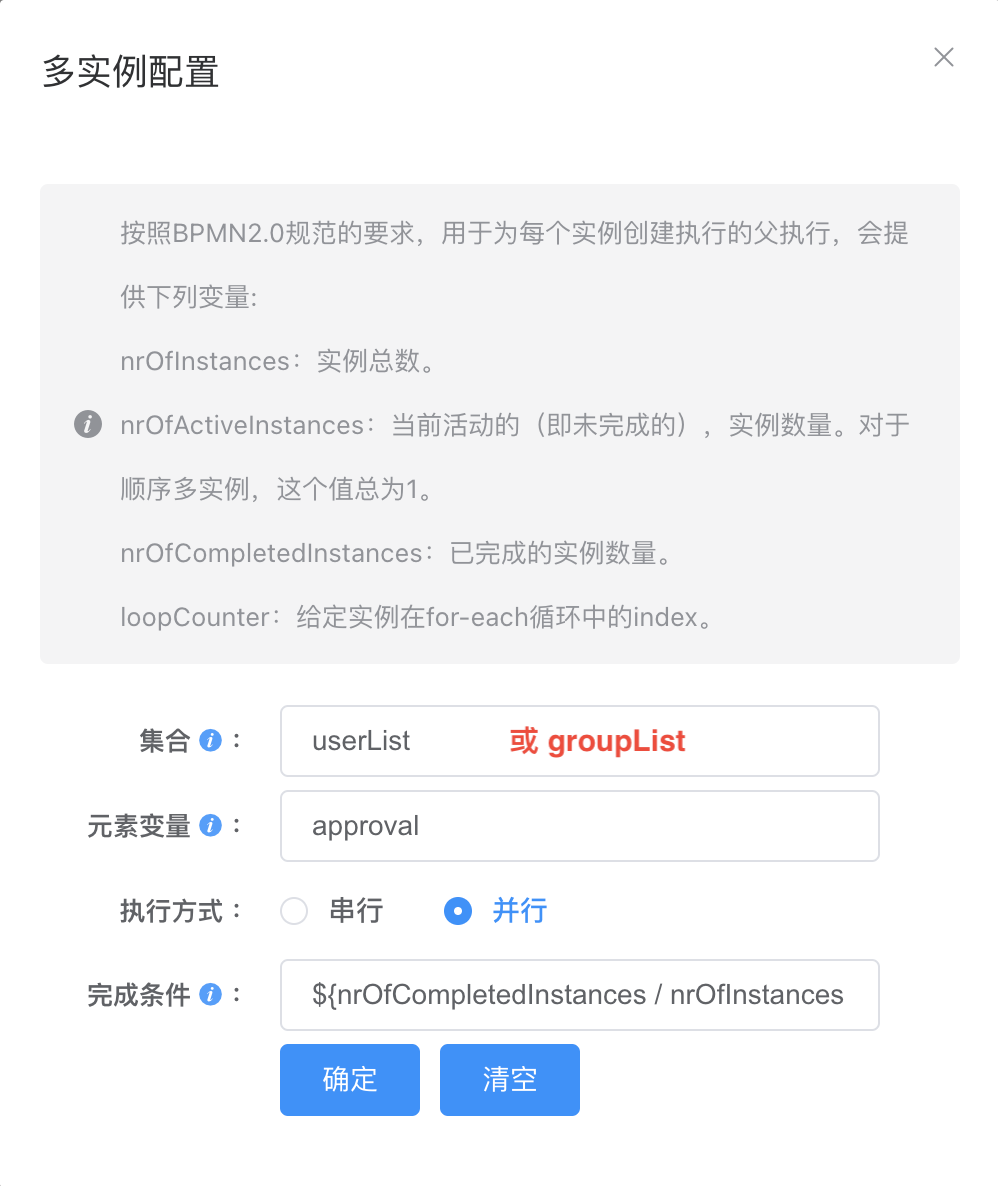 多实例配置
按照BPMN2.0规范的要求，用于为每个实例创建执行的父执行，会提
供下列变量:
nrOfInstances：实例总数。
nrOfActiveInstances：当前活动的（即未完成的），实例数量。对于
顺序多实例，这个值总为1。
nrOfCompletedInstances：已完成的实例数量。
loopCounter：给定实例在for-each循环中的index。
集合：userList 或 groupList
元素变量：approval
执行方式：串行 并行
完成条件：${nrOfCompletedInstances / nrOfInstances
确定 清空